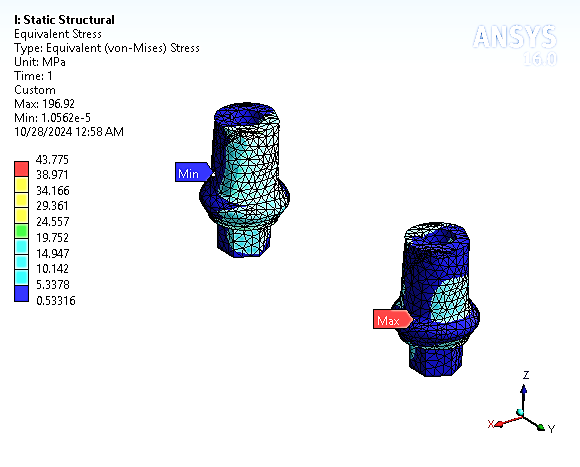 I: Static Structural
Equivalent Stress
Type: Equivalent (von-Mises) Stress
Unit: MPa
Time: 1
Custom
Max: 196.92
Min: 1.0562e-5
10/28/2024 12:58 AM
ANSYS
16.0
43.775
38.971
34.166
29.361
24.557
19.752
14.947
10.142
5.3378
0.53316
Min
Max
Z
X
Y